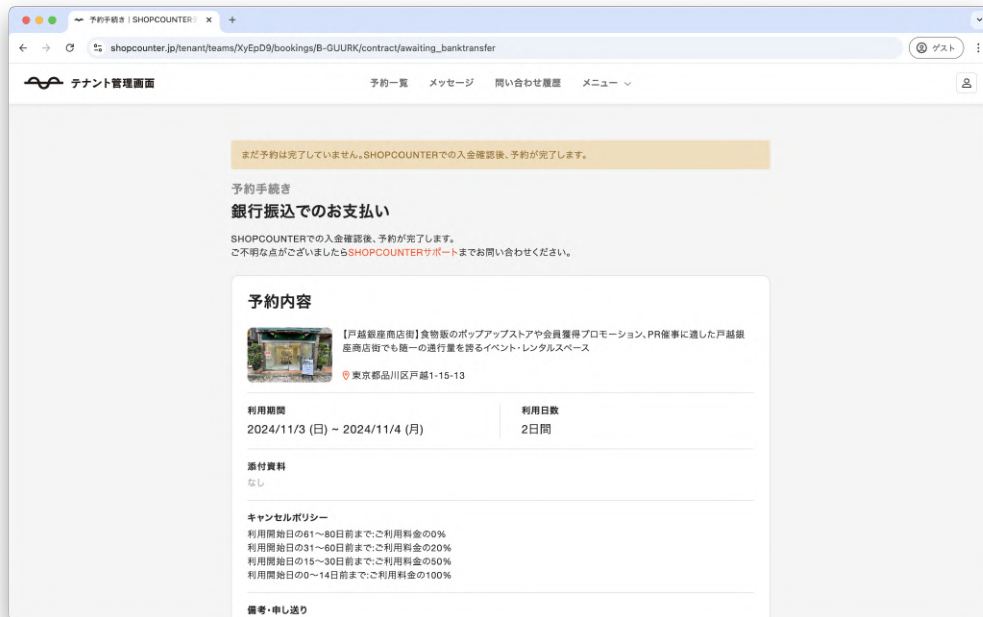 予約手続き | SHOPCOUNTER
shopcounter.jp/tenant/teams/XyEpD9/bookings/B-GUURK/contract/awaiting_banktransfer
ゲスト
テナント管理画面
予約一覧
メッセージ
問い合わせ履歴
メニュー
まだ予約は完了していません。SHOPCOUNTERでの入金確認後、予約が完了します。
予約手続き
銀行振込でのお支払い
SHOPCOUNTERでの入金確認後、予約が完了します。
ご不明な点がございましたらSHOPCOUNTERサポートまでお問い合わせください。
予約内容
【戸越銀座商店街】食物販のポップアップストアや会員獲得プロモーション、PR催事に適した戸越銀
座商店街でも随一の通行量を誇るイベント・レンタルスペース
東京都品川区戸越1-15-13
利用期間
2024/11/3 (日) ~ 2024/11/4 (月)
利用日数
2日間
添付資料
なし
キャンセルポリシー
利用開始日の61〜80日前まで:ご利用料金の0%
利用開始日の31〜60日前まで:ご利用料金の20%
利用開始日の15〜30日前まで:ご利用料金の50%
利用開始日の0〜14日前まで:ご利用料金の100%
備考・申し送り